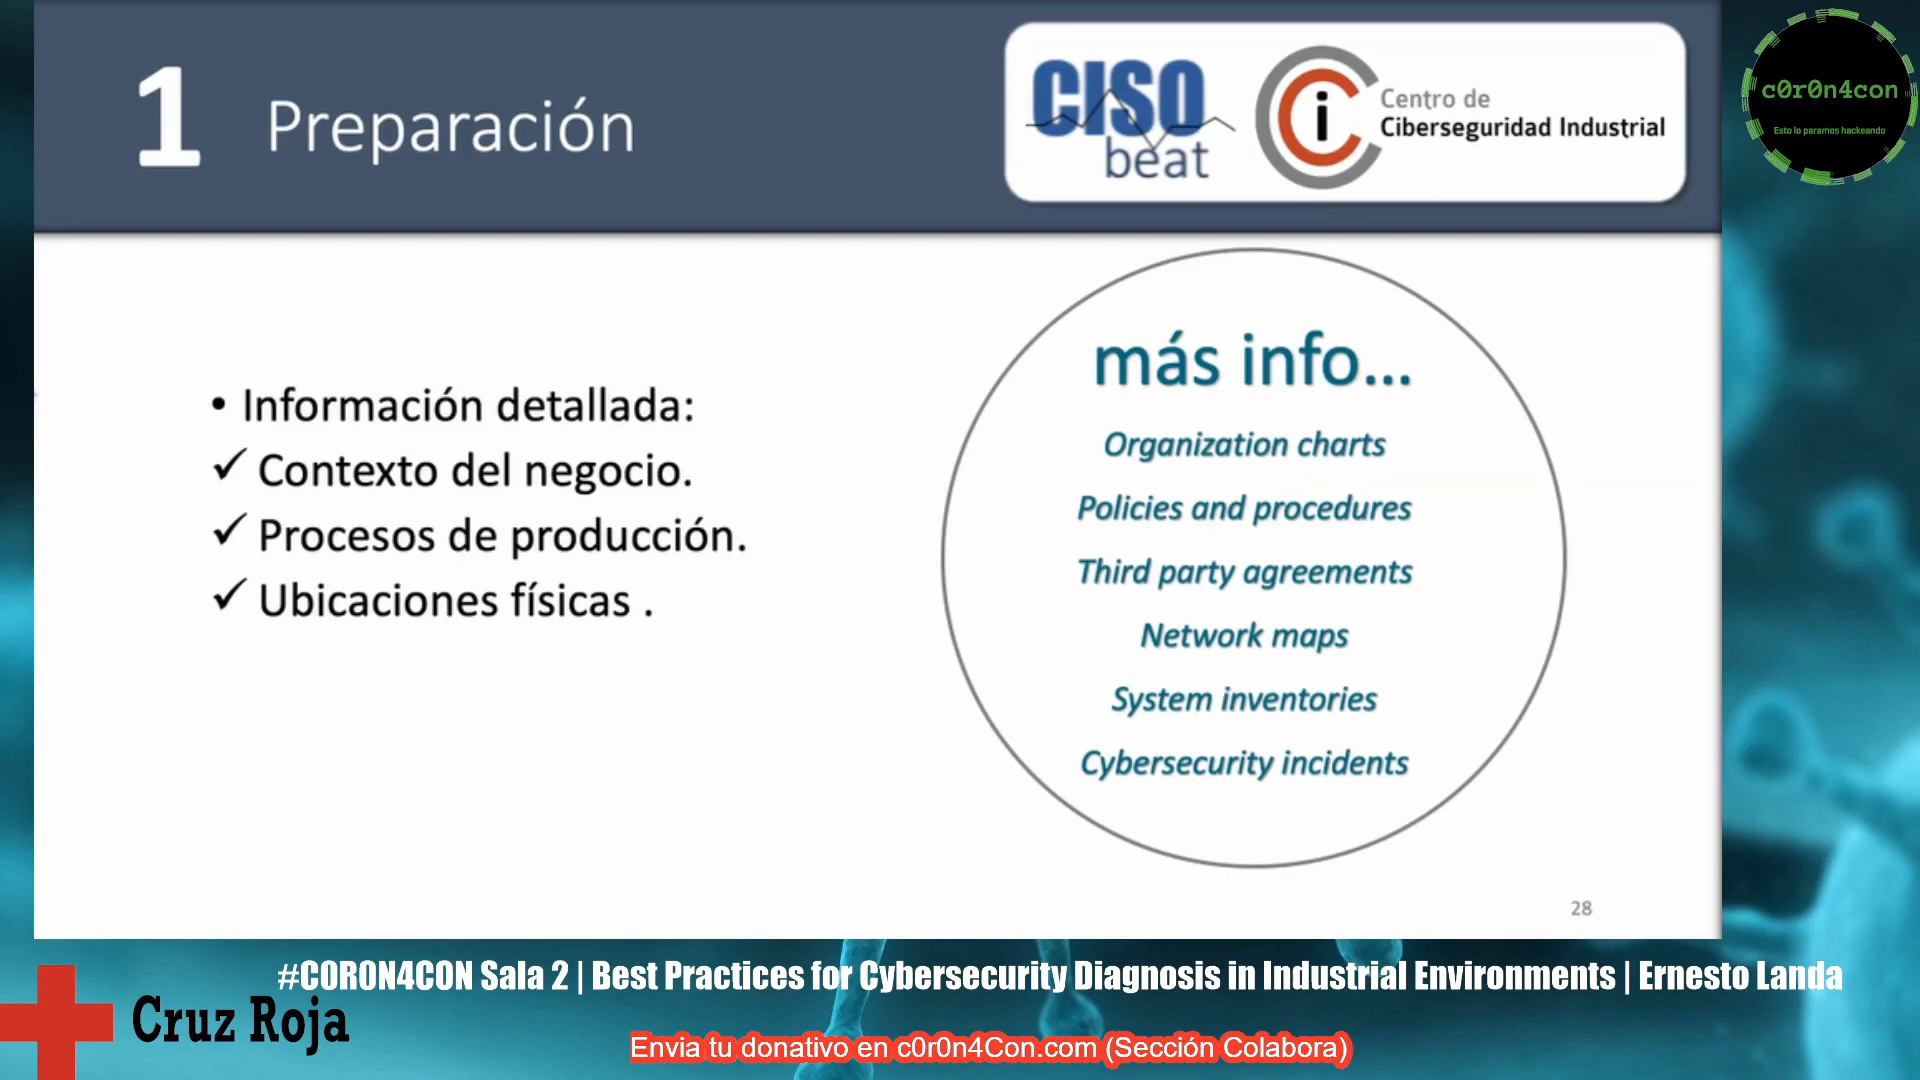 1 Preparación
CISO
beat
Centro de
Ciberseguridad Industrial
c0r0n4con
Esto lo paramos hackeando
• Información detallada:
✓ Contexto del negocio.
✓ Procesos de producción.
✓ Ubicaciones físicas .
más info...
Organization charts
Policies and procedures
Third party agreements
Network maps
System inventories
Cybersecurity incidents
28
#CORON4CON Sala 2 | Best Practices for Cybersecurity Diagnosis in Industrial Environments | Ernesto Landa
Cruz Roja
Envia tu donativo en c0r0n4Con.com (Sección Colabora)